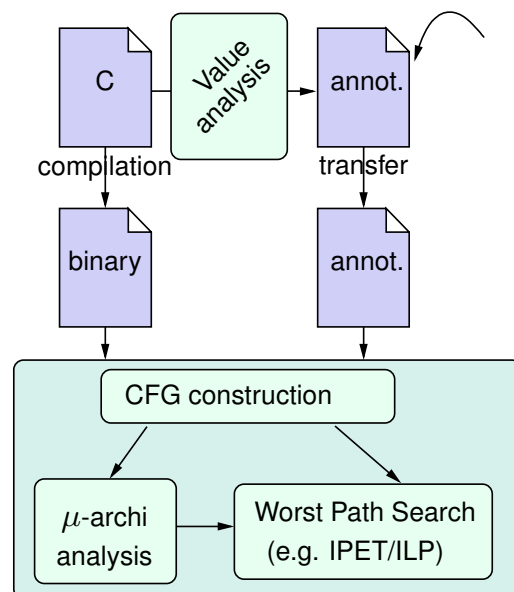 C
Value
analysis
annot.
compilation
transfer
binary
annot.
CFG construction
μ-archi
analysis
Worst Path Search
(e.g. IPET/ILP)